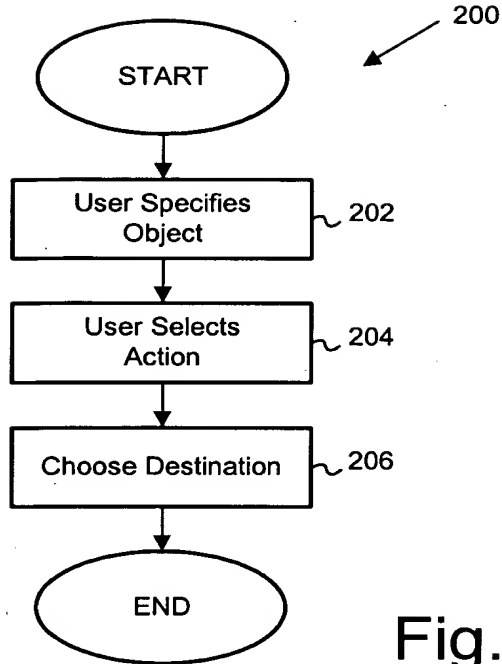 200
START
User Specifies
Object
202
User Selects
Action
204
Choose Destination
206
END
Fig.